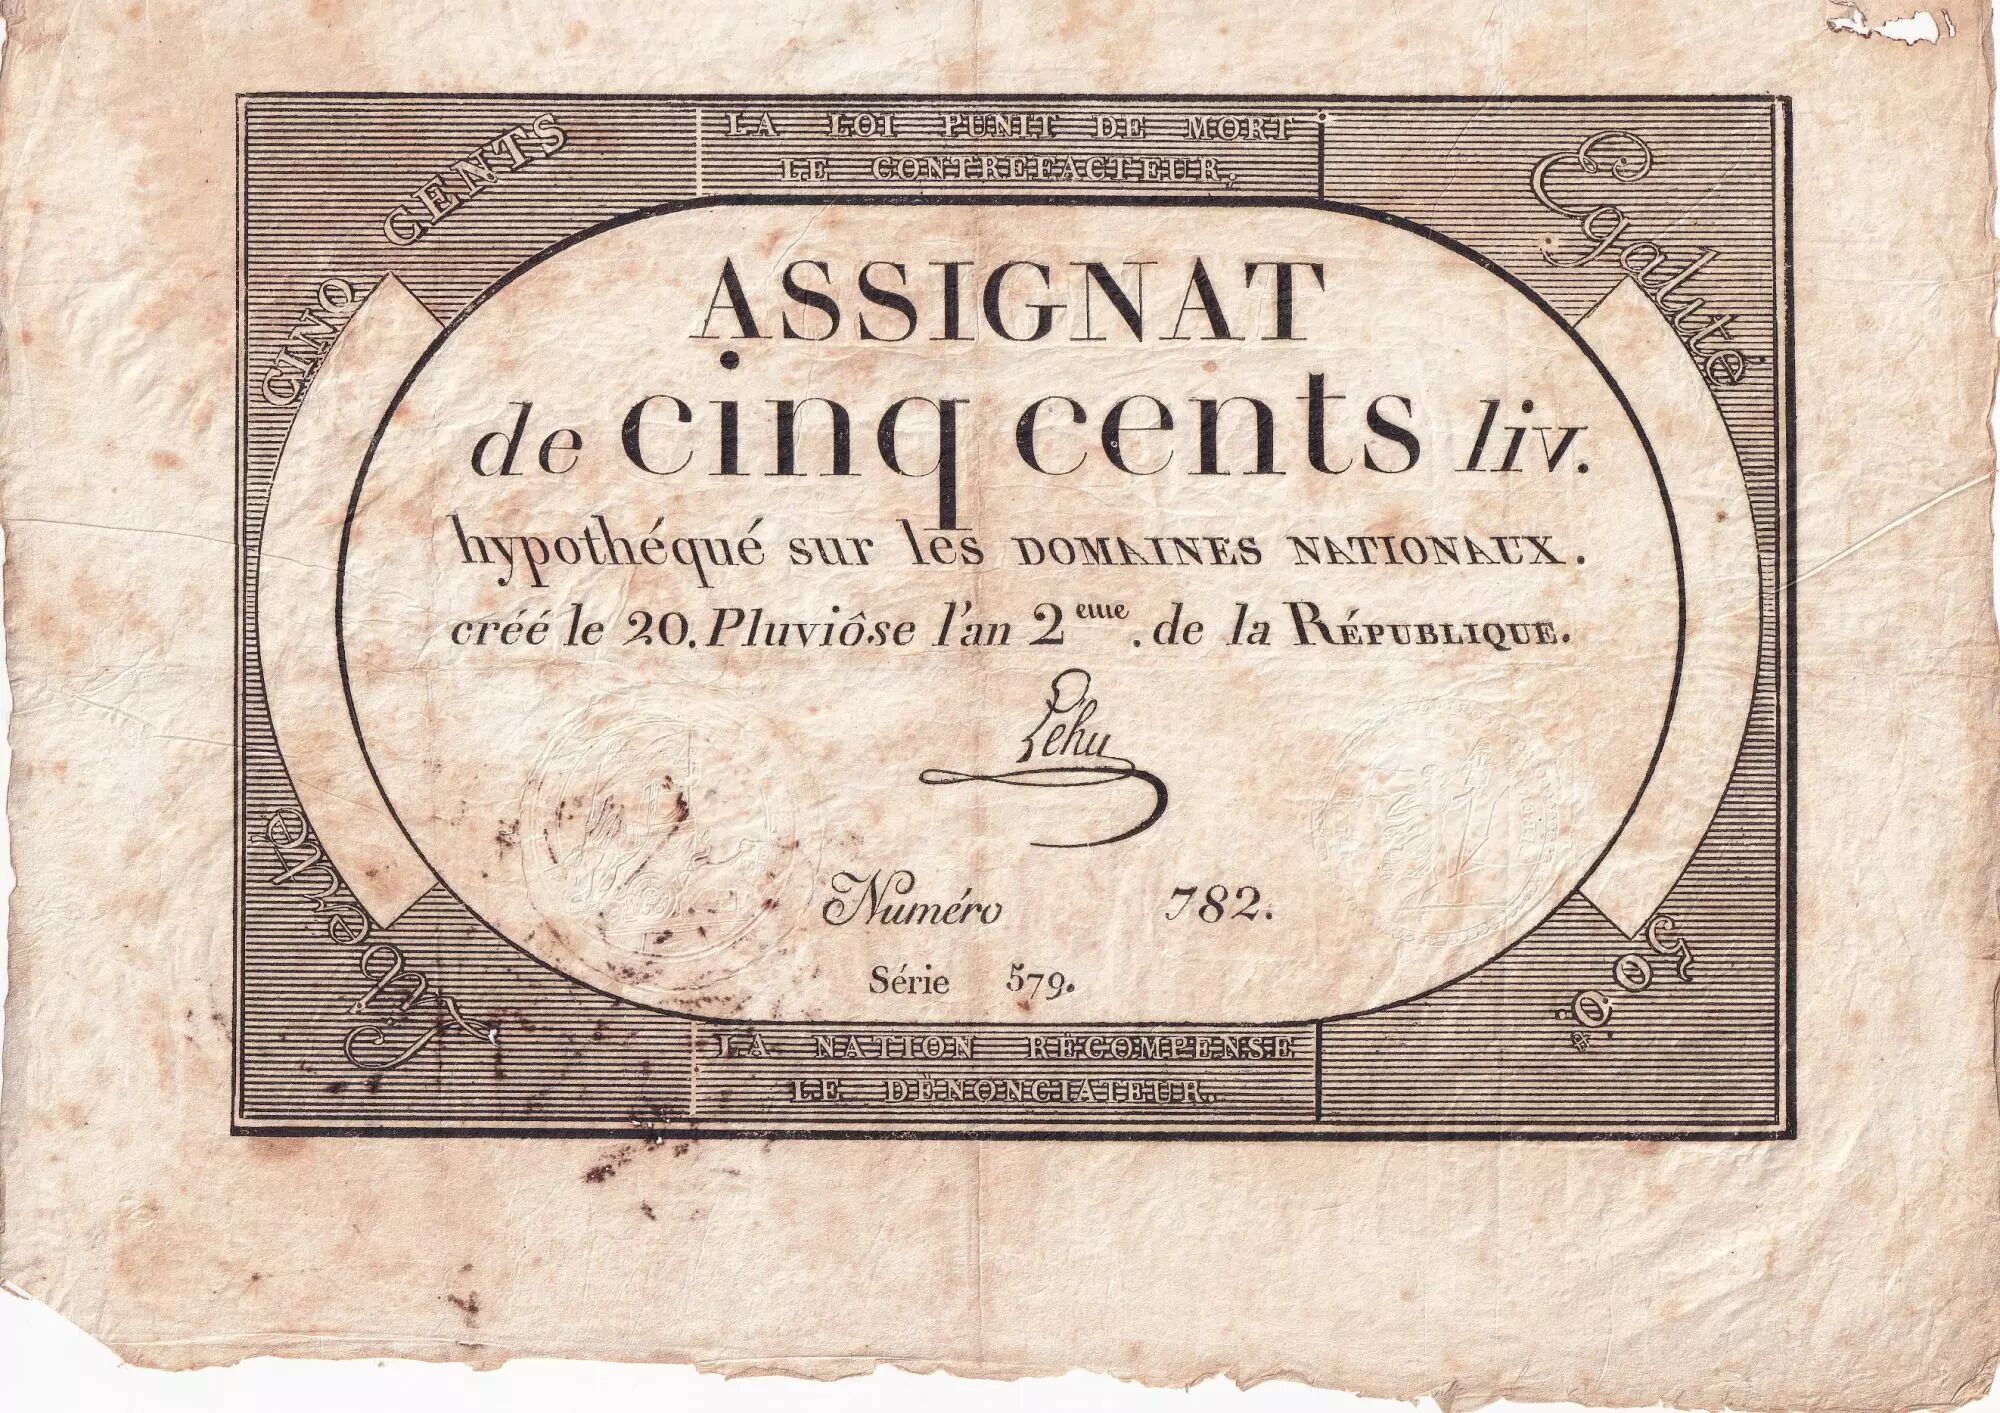 LA LOI PUNIT DE MORT
LE CONTREFACTEUR.
CINQ CENTS
Egalité
ASSIGNAT
de cinq cents liv.
hypothéqué sur les DOMAINES NATIONAUX.
créé le 20. Pluviôse l'an 2eme. de la RÉPUBLIQUE.
Numéro 782.
Série 579.
Fraternité
500.
LA NATION RÉCOMPENSE
LE DÉNONCIATEUR.